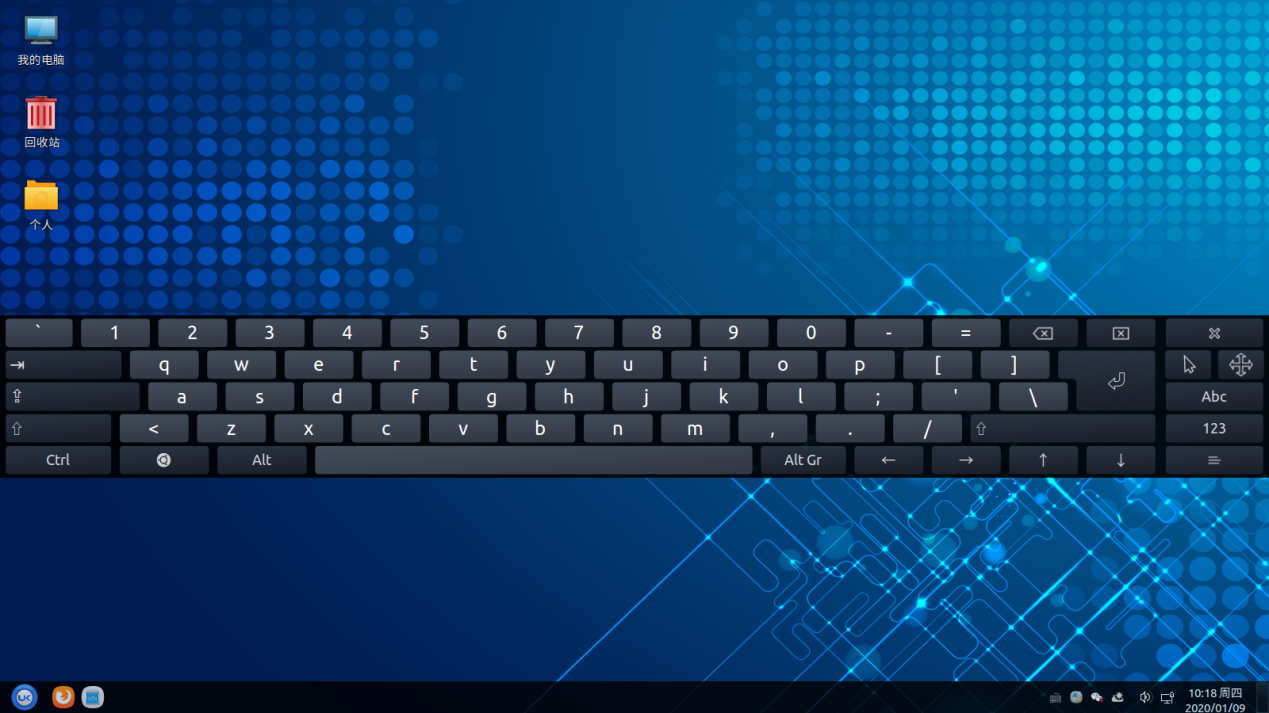 我的电脑
回收站
个人
` 1 2 3 4 5 6 7 8 9 0 - =
q w e r t y u i o p [ ]
a s d f g h j k l ; ' \ Abc
< z x c v b n m , . / 123
Ctrl Alt Alt Gr
10:18 周四
2020/01/09